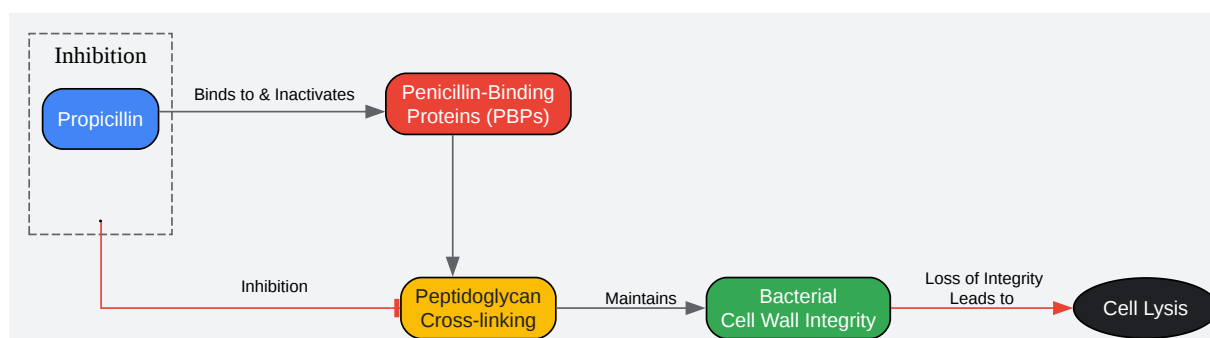 Inhibition
Propicillin
Binds to & Inactivates
Penicillin-Binding
Proteins (PBPs)
Inhibition
Peptidoglycan
Cross-linking
Maintains
Bacterial
Cell Wall Integrity
Loss of Integrity
Leads to
Cell Lysis